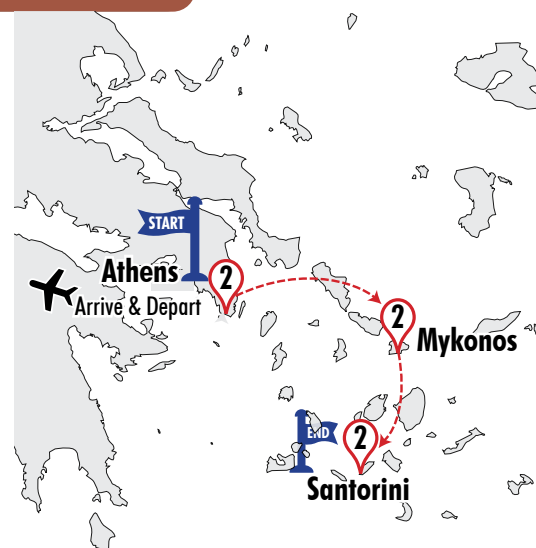 START
Athens
2
Arrive & Depart
2
Mykonos
END
2
Santorini